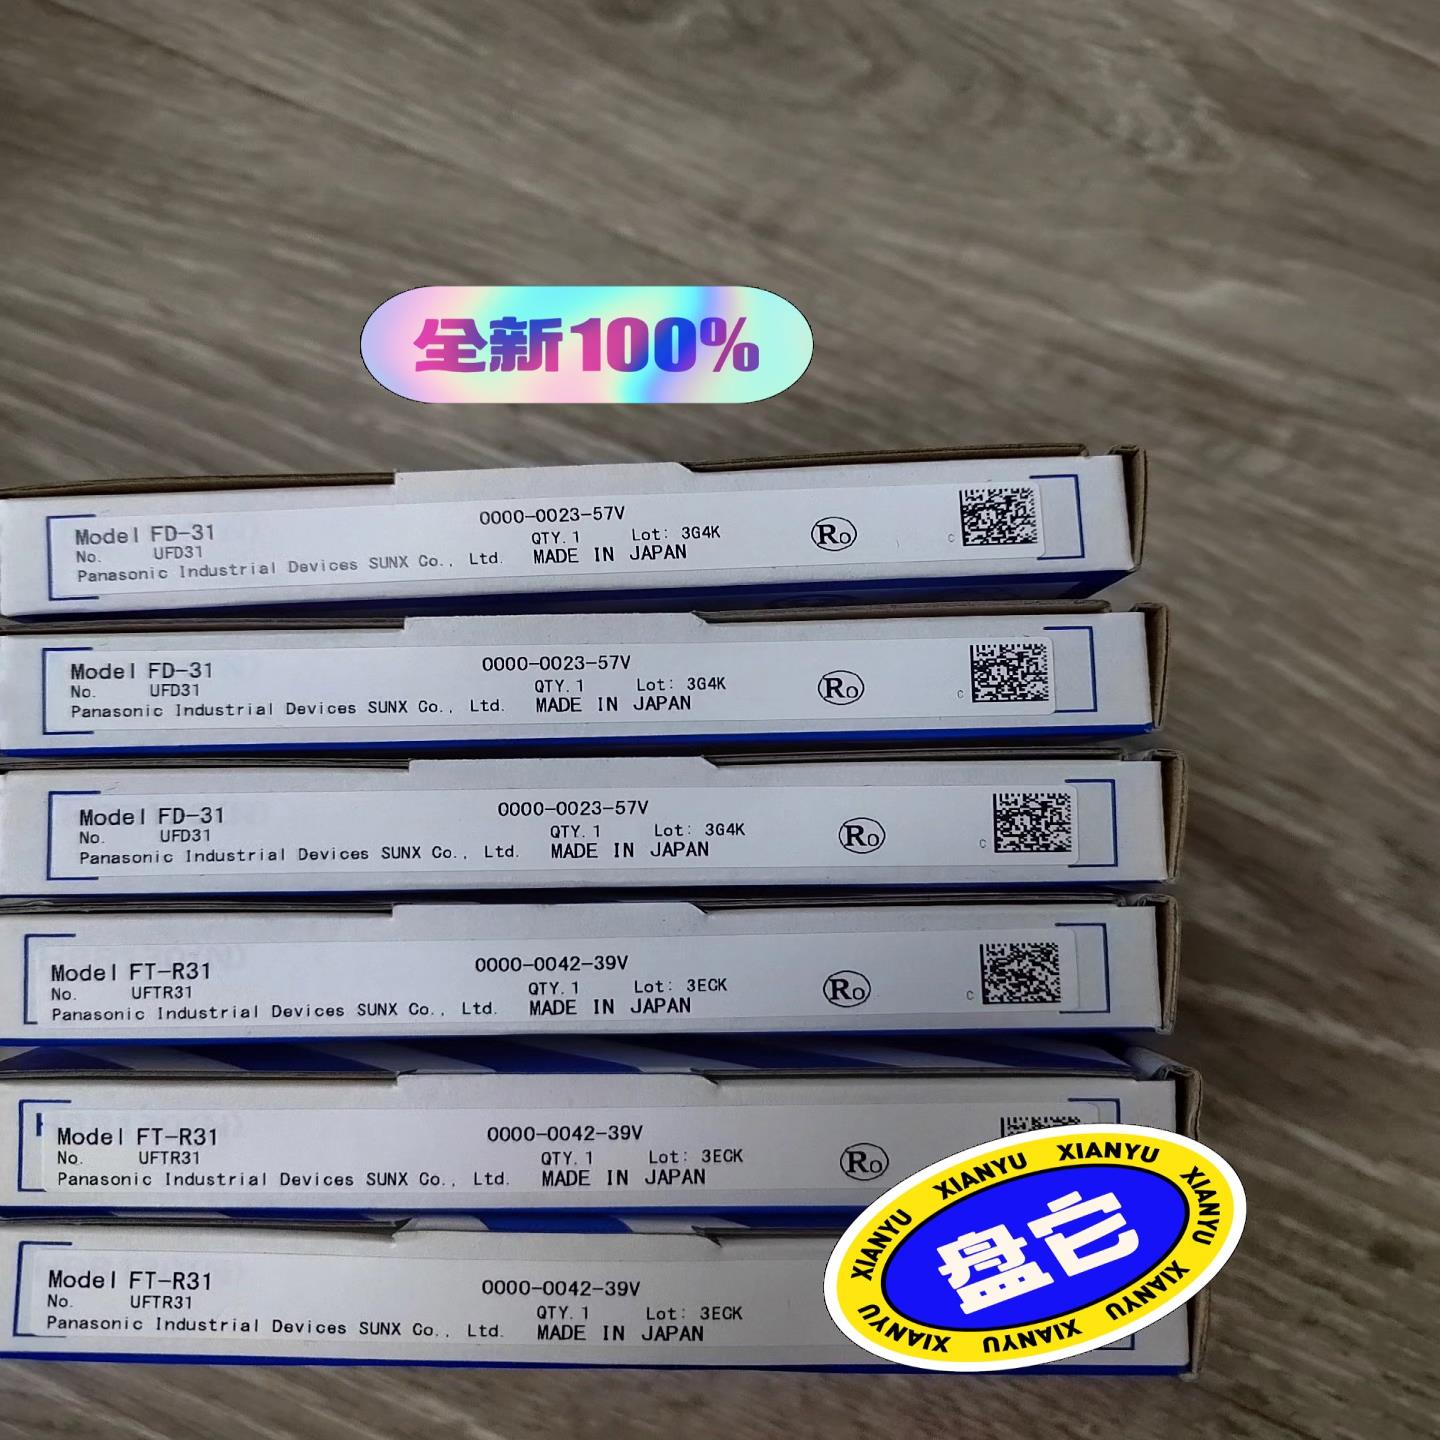 全新100%
Model FD-31
No. UFD31
Panasonic Industrial Devices SUNX Co., Ltd.
0000-0023-57V
QTY. 1 Lot: 3G4K
MADE IN JAPAN
Ro
C
Model FD-31
No. UFD31
Panasonic Industrial Devices SUNX Co., Ltd.
0000-0023-57V
QTY. 1 Lot: 3G4K
MADE IN JAPAN
Ro
C
Model FD-31
No. UFD31
Panasonic Industrial Devices SUNX Co., Ltd.
0000-0023-57V
QTY. 1 Lot: 3G4K
MADE IN JAPAN
Ro
C
Model FT-R31
No. UFTR31
Panasonic Industrial Devices SUNX Co., Ltd.
0000-0042-39V
QTY. 1 Lot: 3ECK
MADE IN JAPAN
Ro
C
Model FT-R31
No. UFTR31
Panasonic Industrial Devices SUNX Co., Ltd.
0000-0042-39V
QTY. 1 Lot: 3ECK
MADE IN JAPAN
Ro
Model FT-R31
No. UFTR31
Panasonic Industrial Devices SUNX Co., Ltd.
0000-0042-39V
QTY. 1 Lot: 3ECK
MADE IN JAPAN
XIANYU XIANYU XIANYU XIANYU XIANYU XIANYU XIANYU XIANYU
盘它